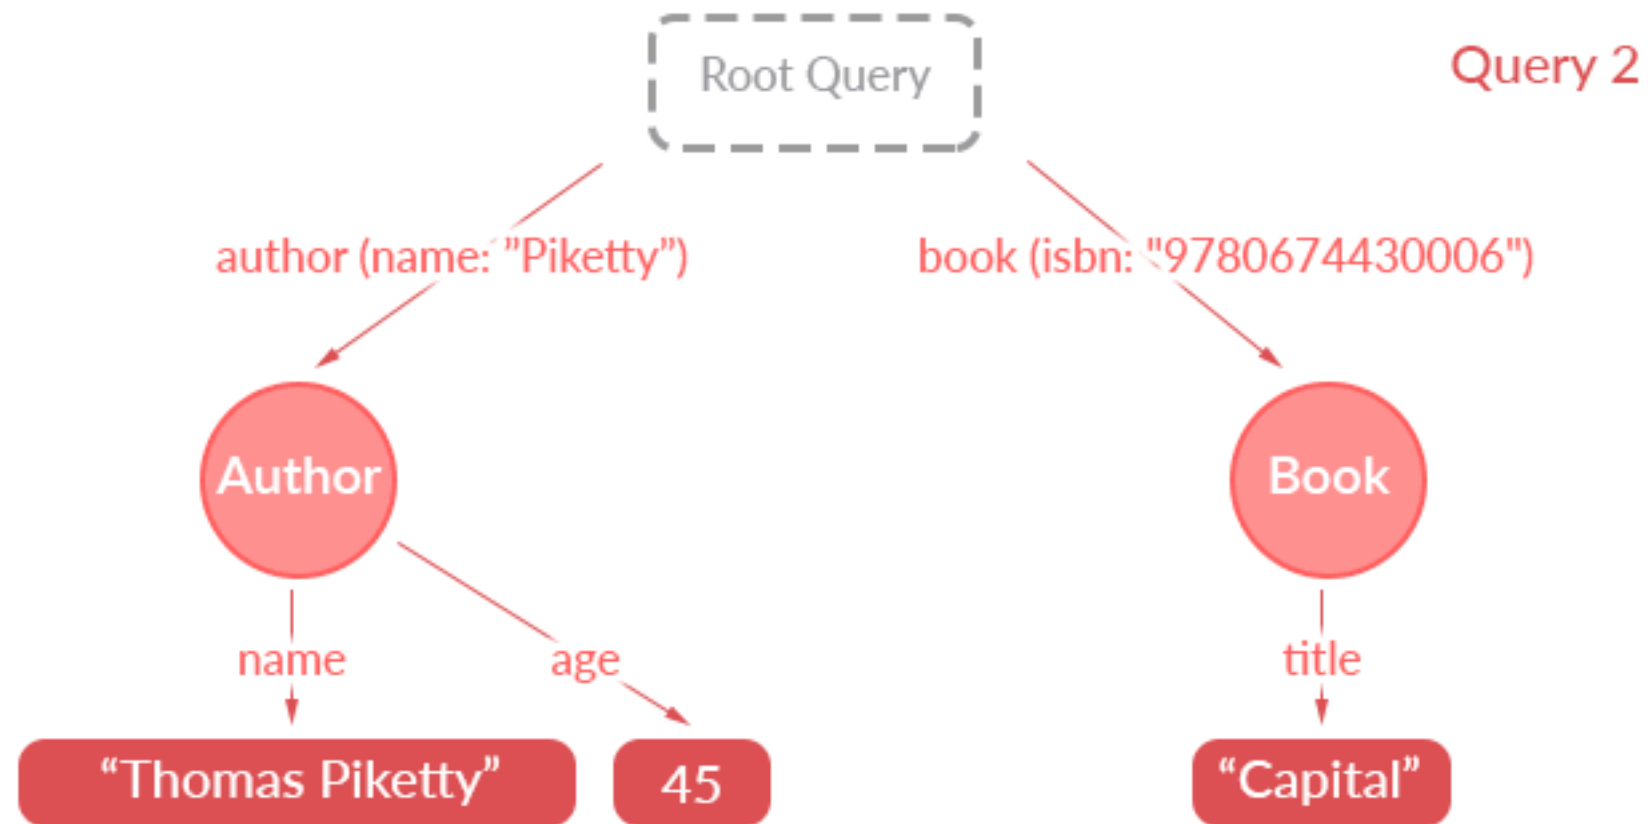 Root Query
Query 2
author (name: ”Piketty”)
book (isbn: "9780674430006")
Author
Book
name
age
title
“Thomas Piketty”
45
“Capital”